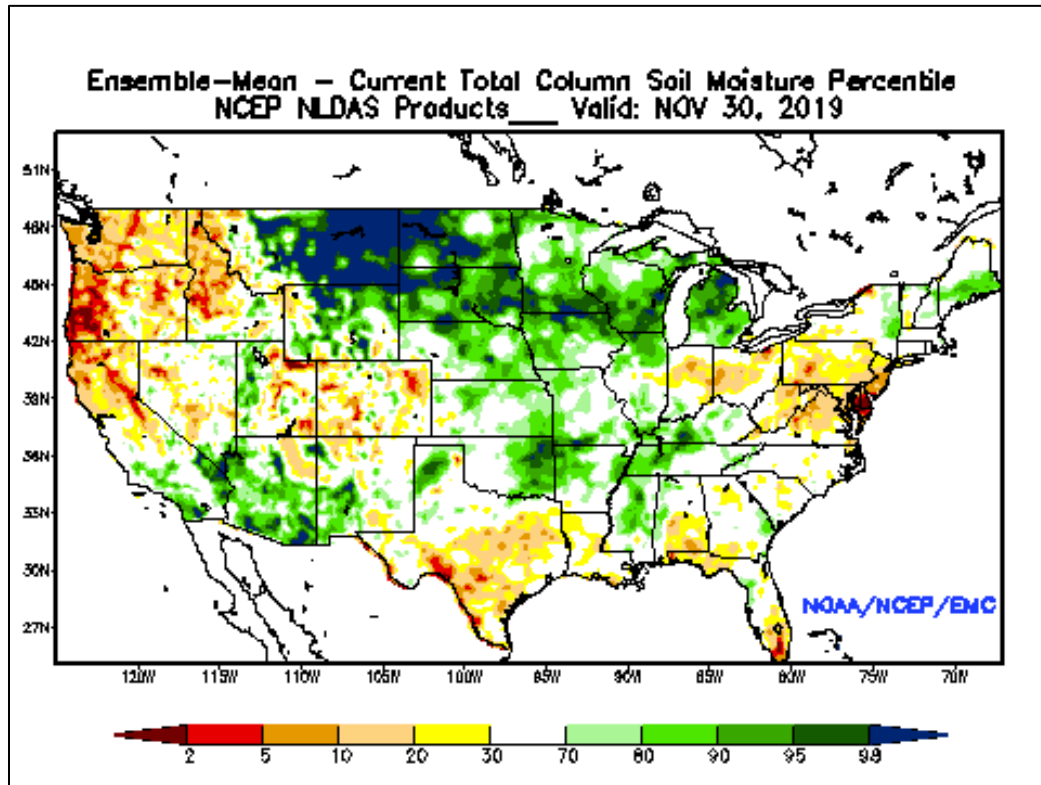 Ensemble-Mean - Current Total Column Soil Moisture Percentile
NCEP NLDAS Products___ Valid: NOV 30, 2019
51N
48N
45N
42N
39N
36N
33N
30N
27N
NOAA/NCEP/EMC
120W 115W 110W 105W 100W 95W 90W 85W 80W 75W 70W
2 5 10 20 30 70 80 90 95 98